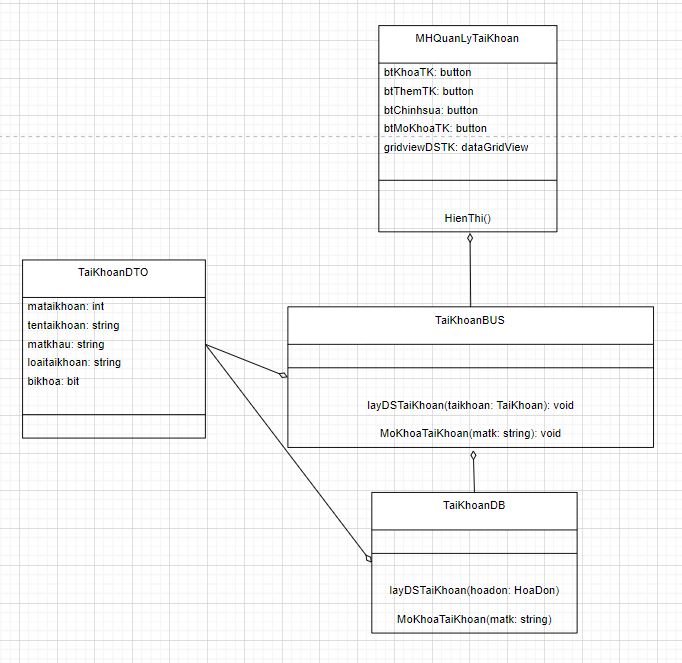 MHQuanLyTaiKhoan
btKhoaTK: button
btThemTK: button
btChinhsua: button
btMoKhoaTK: button
gridviewDSTK: dataGridView
HienThi()
TaiKhoanDTO
mataikhoan: int
tentaikhoan: string
matkhau: string
loaitaikhoan: string
bikhoa: bit
TaiKhoanBUS
layDSTaiKhoan(taikhoan: TaiKhoan): void
MoKhoaTaiKhoan(matk: string): void
TaiKhoanDB
layDSTaiKhoan(hoadon: HoaDon)
MoKhoaTaiKhoan(matk: string)